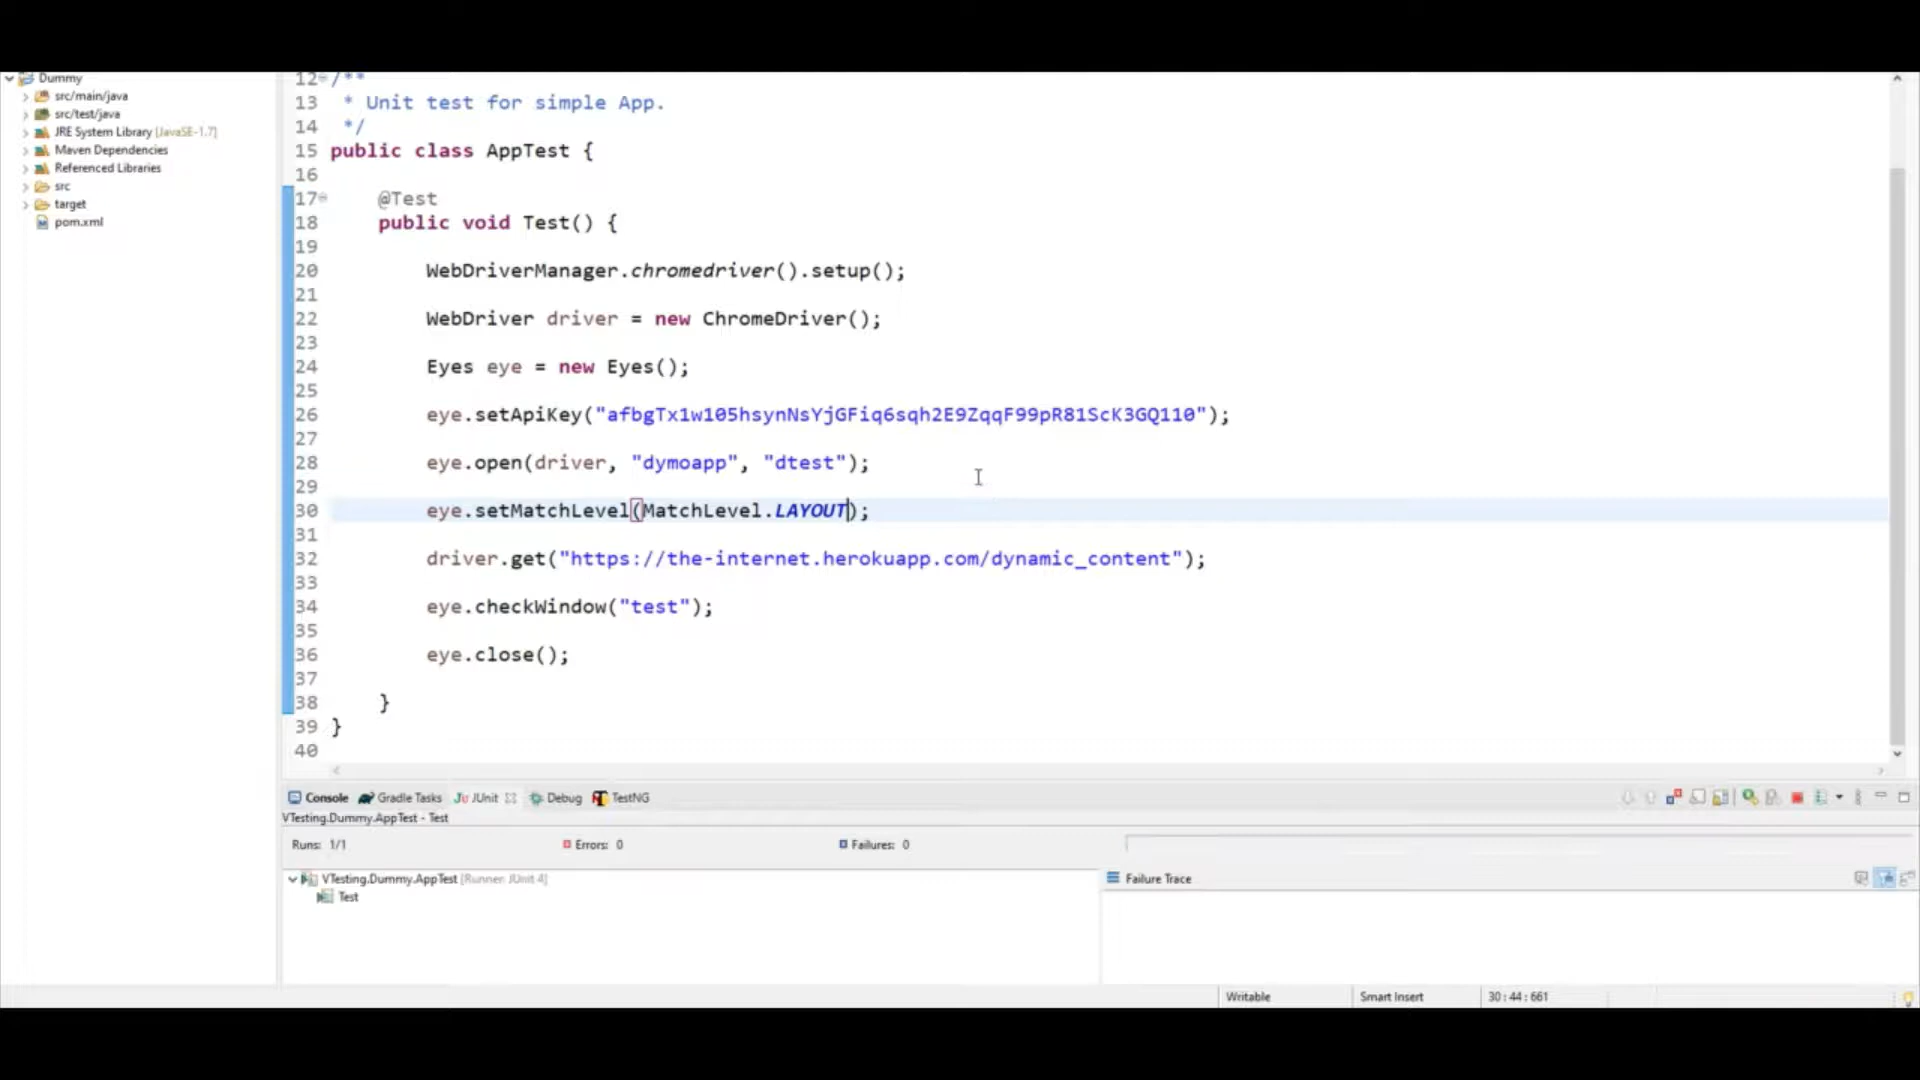 Dummy
src/main/java
src/test/java
JRE System Library [JavaSE-1.7]
Maven Dependencies
Referenced Libraries
src
target
pom.xml
12 /**
13 * Unit test for simple App.
14 */
15 public class AppTest {
16
17 @Test
18 public void Test() {
19
20 WebDriverManager.chromedriver().setup();
21
22 WebDriver driver = new ChromeDriver();
23
24 Eyes eye = new Eyes();
25
26 eye.setApiKey("afbgTx1w105hsynNsYjGFiq6sqh2E9ZqqF99pR81ScK3GQ110");
27
28 eye.open(driver, "dymoapp", "dtest");
29
30 eye.setMatchLevel(MatchLevel.LAYOUT);
31
32 driver.get("https://the-internet.herokuapp.com/dynamic_content");
33
34 eye.checkWindow("test");
35
36 eye.close();
37
38 }
39 }
40
Console Gradle Tasks JUnit Debug TestNG
VTesting.Dummy.AppTest - Test
Runs: 1/1 Errors: 0 Failures: 0
VTesting.Dummy.AppTest [Runner: JUnit 4] Failure Trace
Test
Writable Smart Insert 30 : 44 : 661